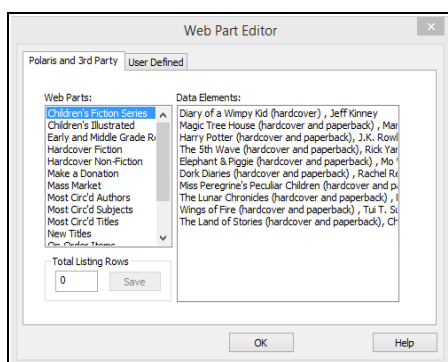 Web Part Editor
Polaris and 3rd Party
User Defined
Web Parts:
Children's Fiction Series
Children's Illustrated
Early and Middle Grade Re
Hardcover Fiction
Hardcover Non-Fiction
Make a Donation
Mass Market
Most Circ'd Authors
Most Circ'd Subjects
Most Circ'd Titles
New Titles
On-Order Items
Data Elements:
Diary of a Wimpy Kid (hardcover) , Jeff Kinney
Magic Tree House (hardcover and paperback) , Mar
Harry Potter (hardcover and paperback), J.K. Rowl
The 5th Wave (hardcover and paperback), Rick Yan
Elephant & Piggie (hardcover and paperback) , Mo
Dork Diaries (hardcover and paperback) , Rachel Re
Miss Peregrine's Peculiar Children (hardcover and pa
The Lunar Chronicles (hardcover and paperback) ,
Wings of Fire (hardcover and paperback) , Tui T. Su
The Land of Stories (hardcover and paperback), Ch
Total Listing Rows
0
Save
OK
Help